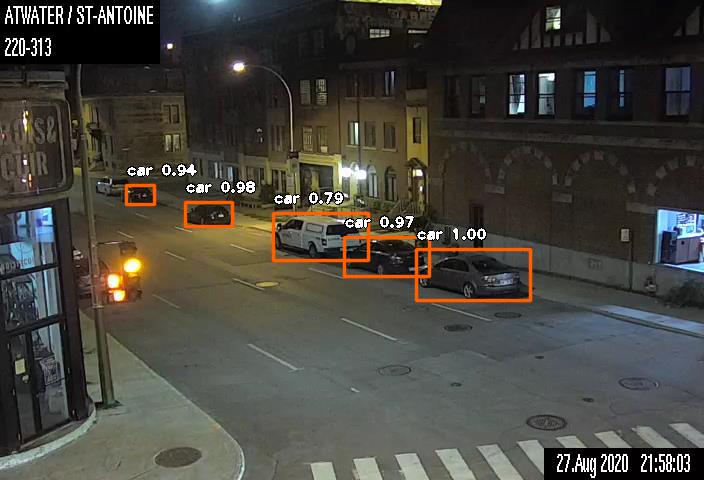 ATWATER / ST-ANTOINE
220-313
car 0.94
car 0.98
car 0.79
car 0.97
car 1.00
27.Aug 2020 21:58:03